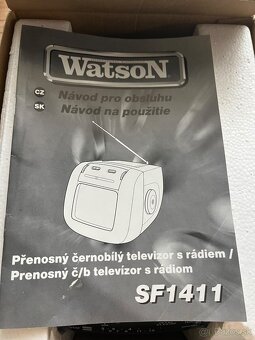 WatsoN
CZ Návod pro obsluhu
SK Návod na použitie
Přenosný černobílý televizor s rádiem /
Prenosný č/b televízor s rádiom
SF1411